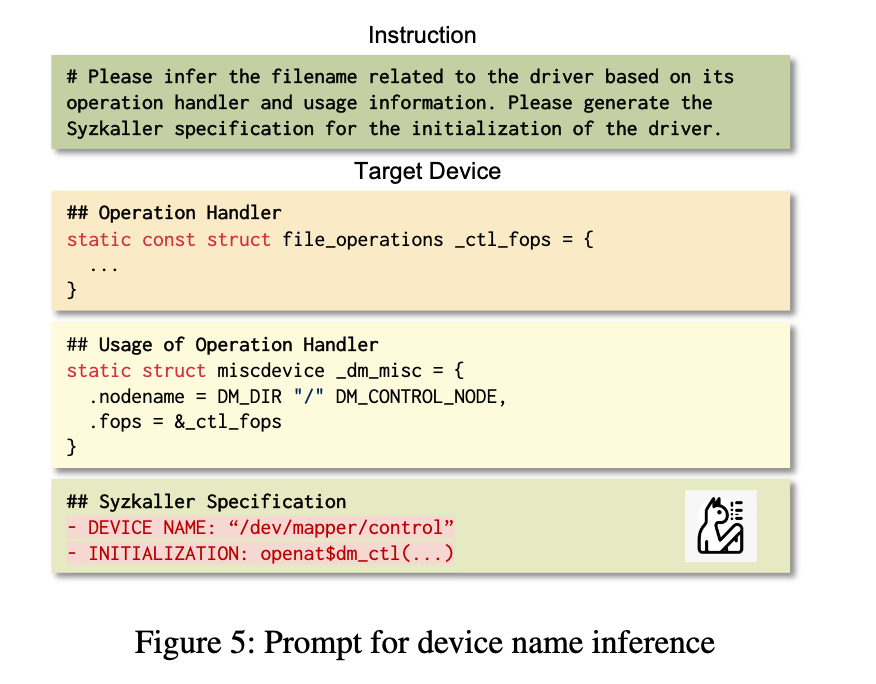 Instruction
# Please infer the filename related to the driver based on its
operation handler and usage information. Please generate the
Syzkaller specification for the initialization of the driver.
Target Device
## Operation Handler
static const struct file_operations _ctl_fops = {
  ...
}
## Usage of Operation Handler
static struct miscdevice _dm_misc = {
  .nodename = DM_DIR "/" DM_CONTROL_NODE,
  .fops = &_ctl_fops
}
## Syzkaller Specification
- DEVICE NAME: “/dev/mapper/control”
- INITIALIZATION: openat$dm_ctl(...)
Figure 5: Prompt for device name inference